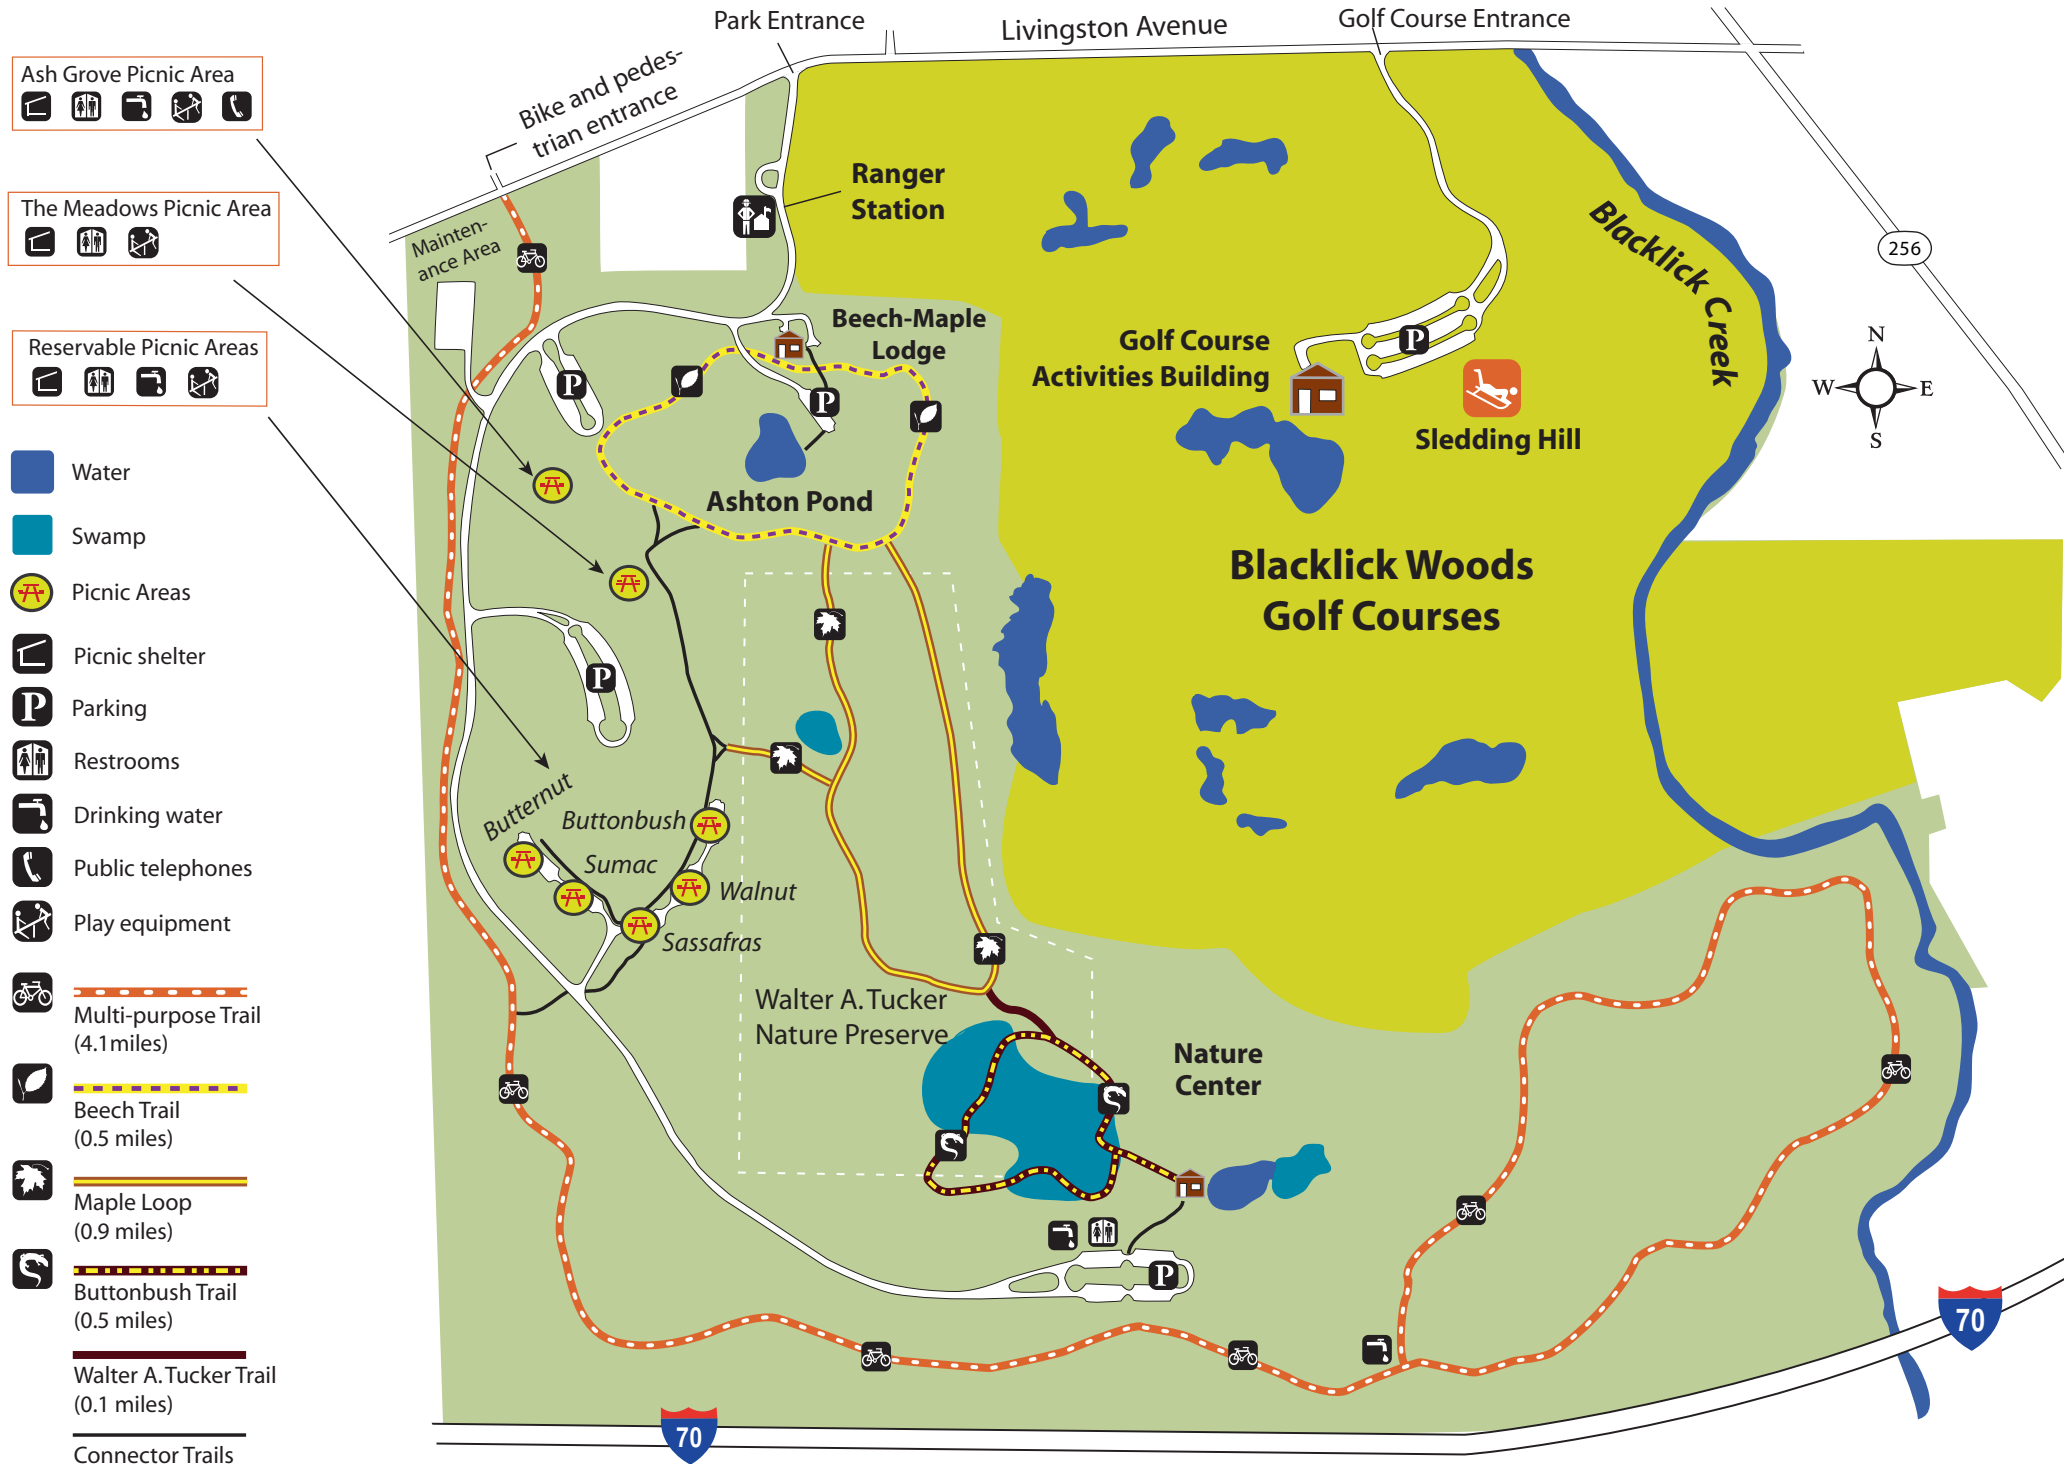 Park Entrance
Livingston Avenue
Golf Course Entrance
Bike and pedes-
trian entrance
Ash Grove Picnic Area
The Meadows Picnic Area
Reservable Picnic Areas
Mainten-
ance Area
Ranger
Station
Beech-Maple
Lodge
Golf Course
Activities Building
P
P
P
Sledding Hill
Blacklick Creek
256
N
W
E
S
Ashton Pond
Blacklick Woods
Golf Courses
P
Butternut
Buttonbush
Sumac
Walnut
Sassafras
Walter A. Tucker
Nature Preserve
Nature
Center
P
70
70
Water
Swamp
Picnic Areas
Picnic shelter
P
Parking
Restrooms
Drinking water
Public telephones
Play equipment
Multi-purpose Trail
(4.1miles)
Beech Trail
(0.5 miles)
Maple Loop
(0.9 miles)
Buttonbush Trail
(0.5 miles)
Walter A. Tucker Trail
(0.1 miles)
Connector Trails